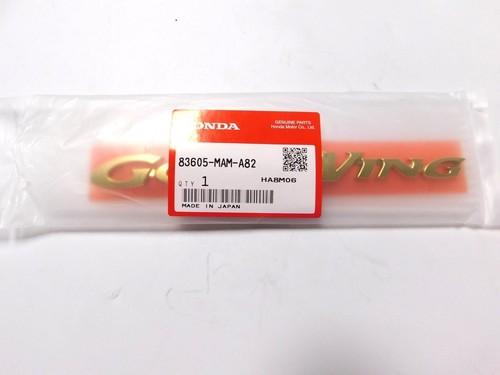 HONDA
GENUINE PARTS
Honda Motor Co., Ltd.
83605-MAM-A82
QTY 1
HA8M06
MADE IN JAPAN